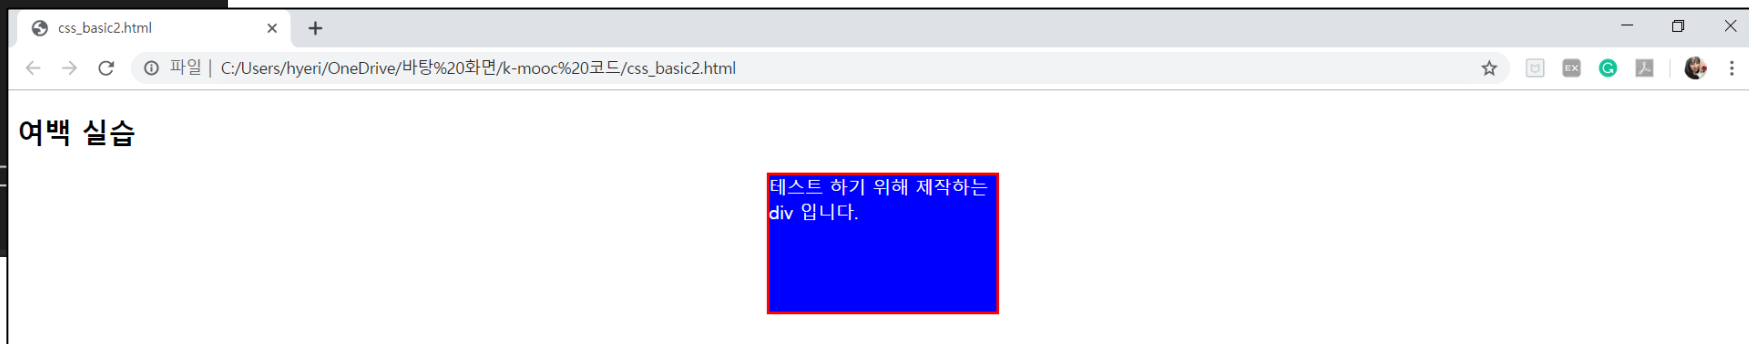 css_basic2.html
파일 | C:/Users/hyeri/OneDrive/바탕%20화면/k-mooc%20코드/css_basic2.html
EX
여백 실습
테스트 하기 위해 제작하는
div 입니다.